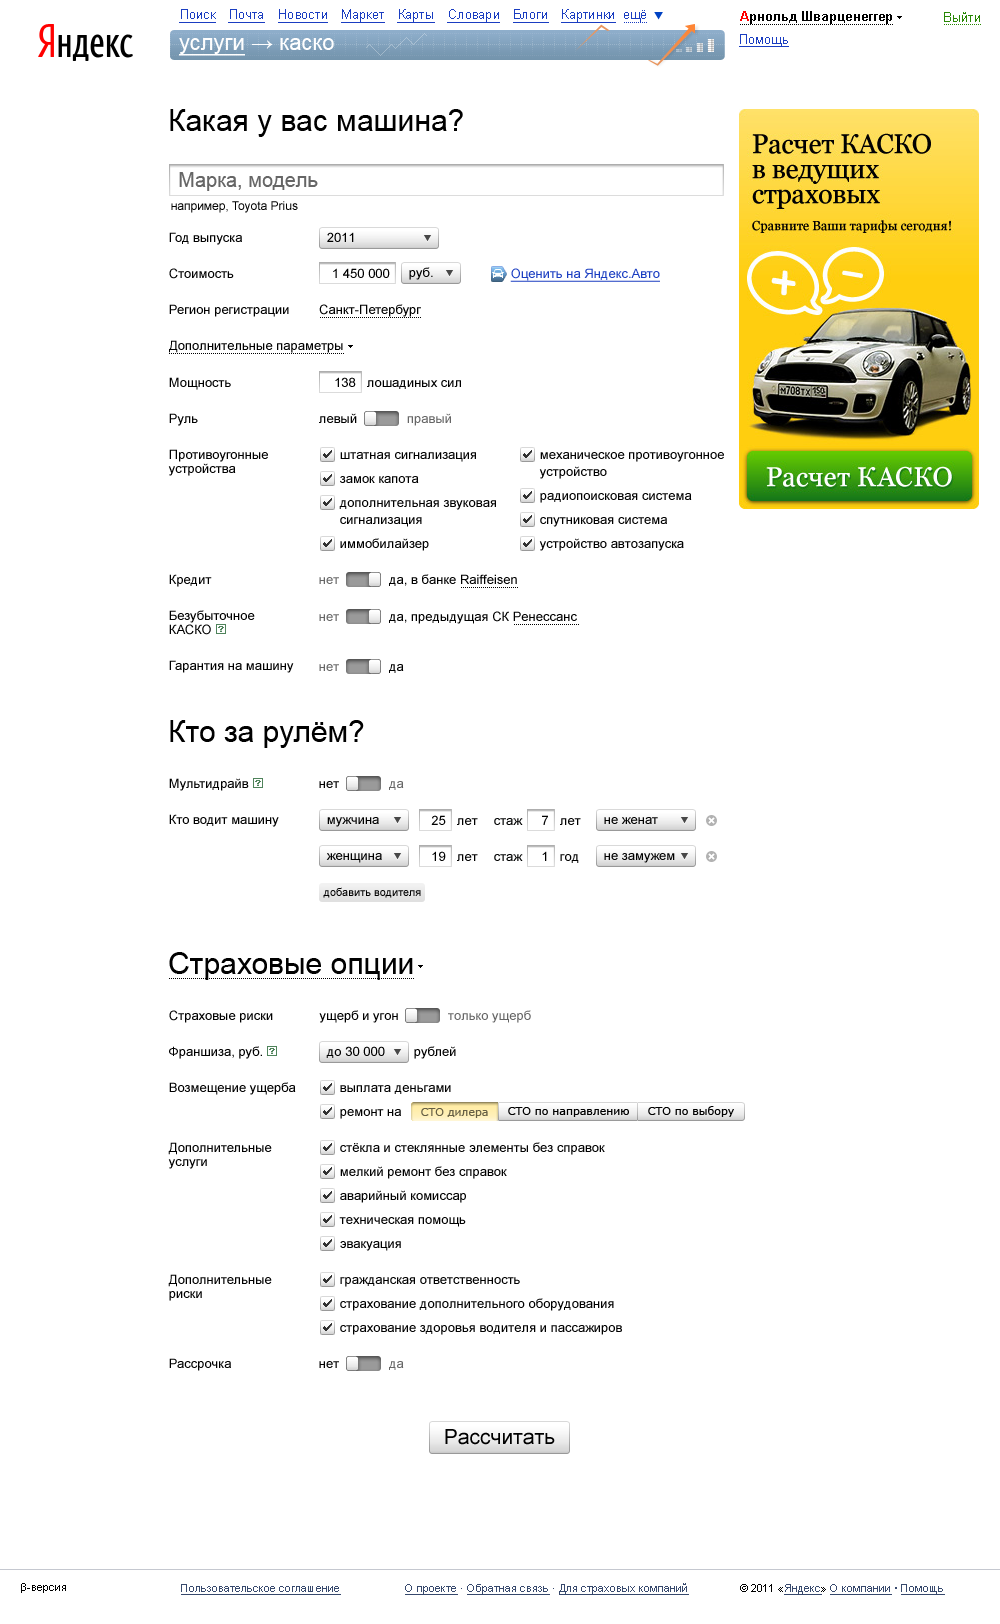 Яндекс
Поиск Почта Новости Маркет Карты Словари Блоги Картинки ещё ▼
услуги → каско
Арнольд Шварценеггер
Помощь
Выйти
Какая у вас машина?
Марка, модель
например, Toyota Prius
Год выпуска 2011
Стоимость 1 450 000 руб. Оценить на Яндекс.Авто
Регион регистрации Санкт-Петербург
Дополнительные параметры
Мощность 138 лошадиных сил
Руль левый правый
Противоугонные
устройства
штатная сигнализация
замок капота
дополнительная звуковая
сигнализация
иммобилайзер
механическое противоугонное
устройство
радиопоисковая система
спутниковая система
устройство автозапуска
Кредит нет да, в банке Raiffeisen
Безубыточное
КАСКО ? нет да, предыдущая СК Ренессанс
Гарантия на машину нет да
Расчет КАСКО
в ведущих
страховых
Сравните Ваши тарифы сегодня!
М708ТХ 150
Расчет КАСКО
Кто за рулём?
Мультидрайв ? нет да
Кто водит машину мужчина 25 лет стаж 7 лет не женат
женщина 19 лет стаж 1 год не замужем
добавить водителя
Страховые опции
Страховые риски ущерб и угон только ущерб
Франшиза, руб. ? до 30 000 рублей
Возмещение ущерба выплата деньгами
ремонт на СТО дилера СТО по направлению СТО по выбору
Дополнительные
услуги
стёкла и стеклянные элементы без справок
мелкий ремонт без справок
аварийный комиссар
техническая помощь
эвакуация
Дополнительные
риски
гражданская ответственность
страхование дополнительного оборудования
страхование здоровья водителя и пассажиров
Рассрочка нет да
Рассчитать
β-версия Пользовательское соглашение О проекте · Обратная связь · Для страховых компаний © 2011 «Яндекс» О компании · Помощь